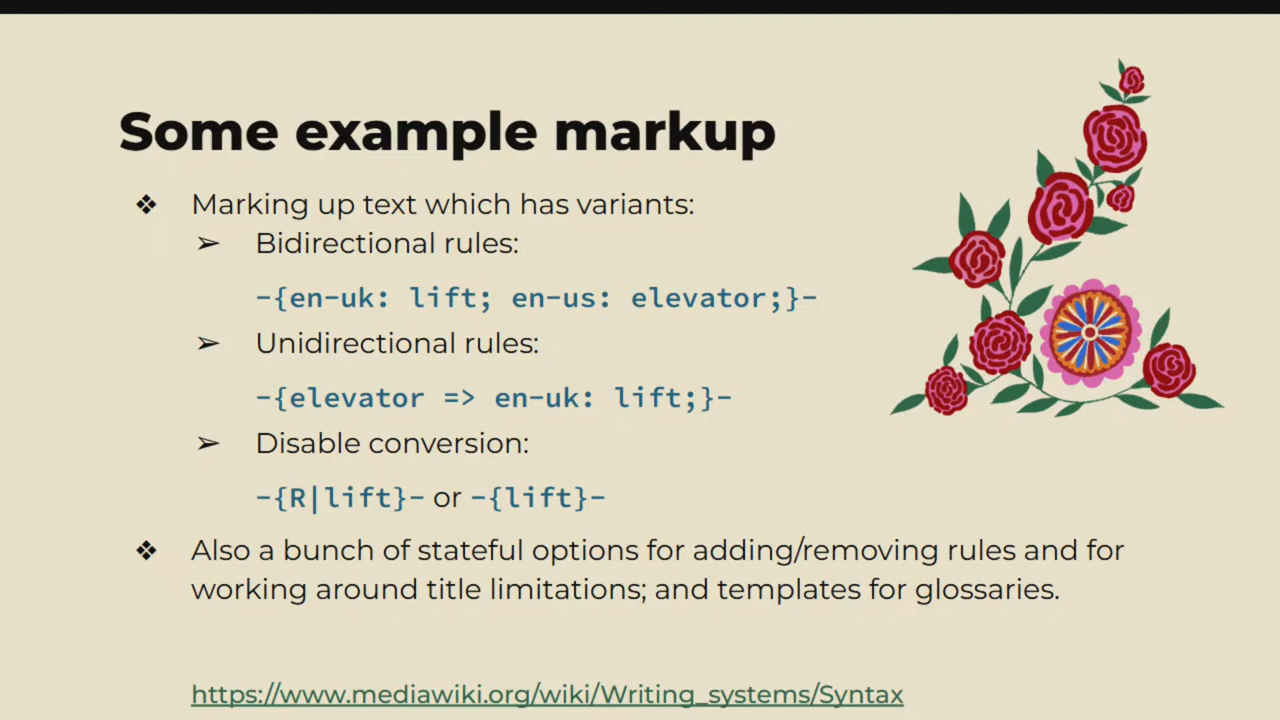 Some example markup
❖ Marking up text which has variants:
➢ Bidirectional rules:
-{en-uk: lift; en-us: elevator;}-
➢ Unidirectional rules:
-{elevator => en-uk: lift;}-
➢ Disable conversion:
-{R|lift}- or -{lift}-
❖ Also a bunch of stateful options for adding/removing rules and for
working around title limitations; and templates for glossaries.
https://www.mediawiki.org/wiki/Writing_systems/Syntax